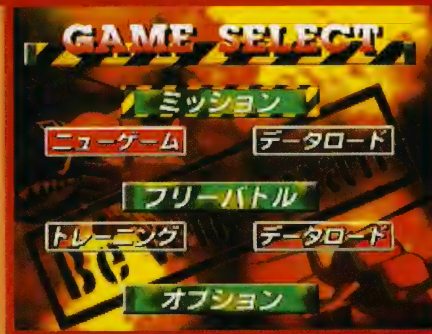 GAME SELECT
ミッション
ニューゲーム データロード
フリーバトル
トレーニング データロード
オプション